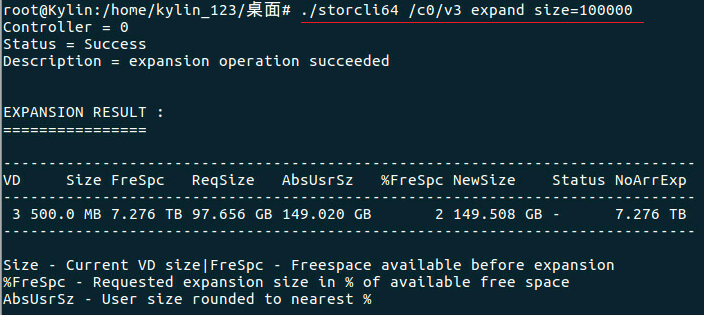 root@Kylin:/home/kylin_123/桌面# ./storcli64 /c0/v3 expand size=100000
Controller = 0
Status = Success
Description = expansion operation succeeded
EXPANSION RESULT :
================
-----------------------------------------------------------------------------
VD     Size FreSpc   ReqSize   AbsUsrSz   %FreSpc NewSize    Status NoArrExp
-----------------------------------------------------------------------------
 3 500.0 MB 7.276 TB 97.656 GB 149.020 GB       2 149.508 GB -      7.276 TB
-----------------------------------------------------------------------------
Size - Current VD size|FreSpc - Freespace available before expansion
%FreSpc - Requested expansion size in % of available free space
AbsUsrSz - User size rounded to nearest %